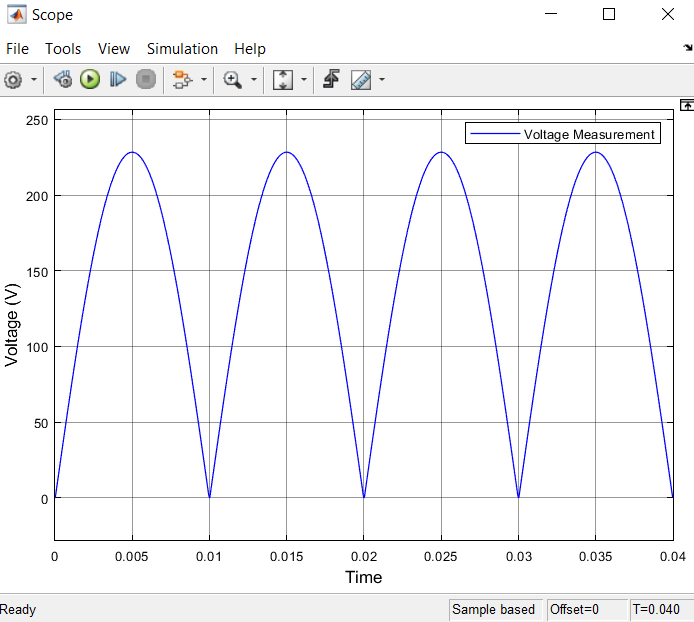 Scope
File Tools View Simulation Help
Voltage Measurement
250
200
150
100
50
0
Voltage (V)
0 0.005 0.01 0.015 0.02 0.025 0.03 0.035 0.04
Time
Ready Sample based Offset=0 T=0.040